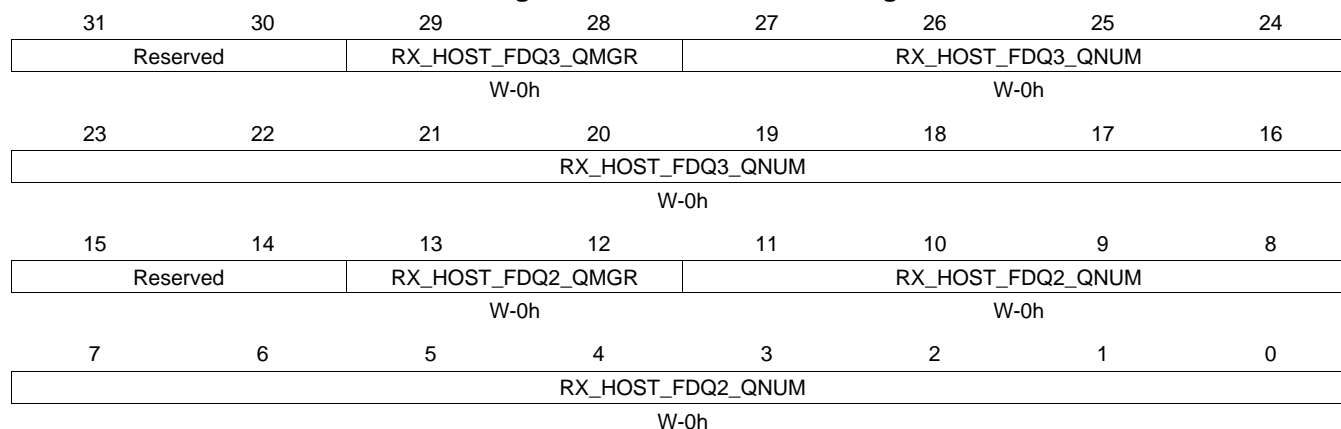 31 30 29 28 27 26 25 24
Reserved RX_HOST_FDQ3_QMGR RX_HOST_FDQ3_QNUM
W-0h W-0h
23 22 21 20 19 18 17 16
RX_HOST_FDQ3_QNUM
W-0h
15 14 13 12 11 10 9 8
Reserved RX_HOST_FDQ2_QMGR RX_HOST_FDQ2_QNUM
W-0h W-0h
7 6 5 4 3 2 1 0
RX_HOST_FDQ2_QNUM
W-0h